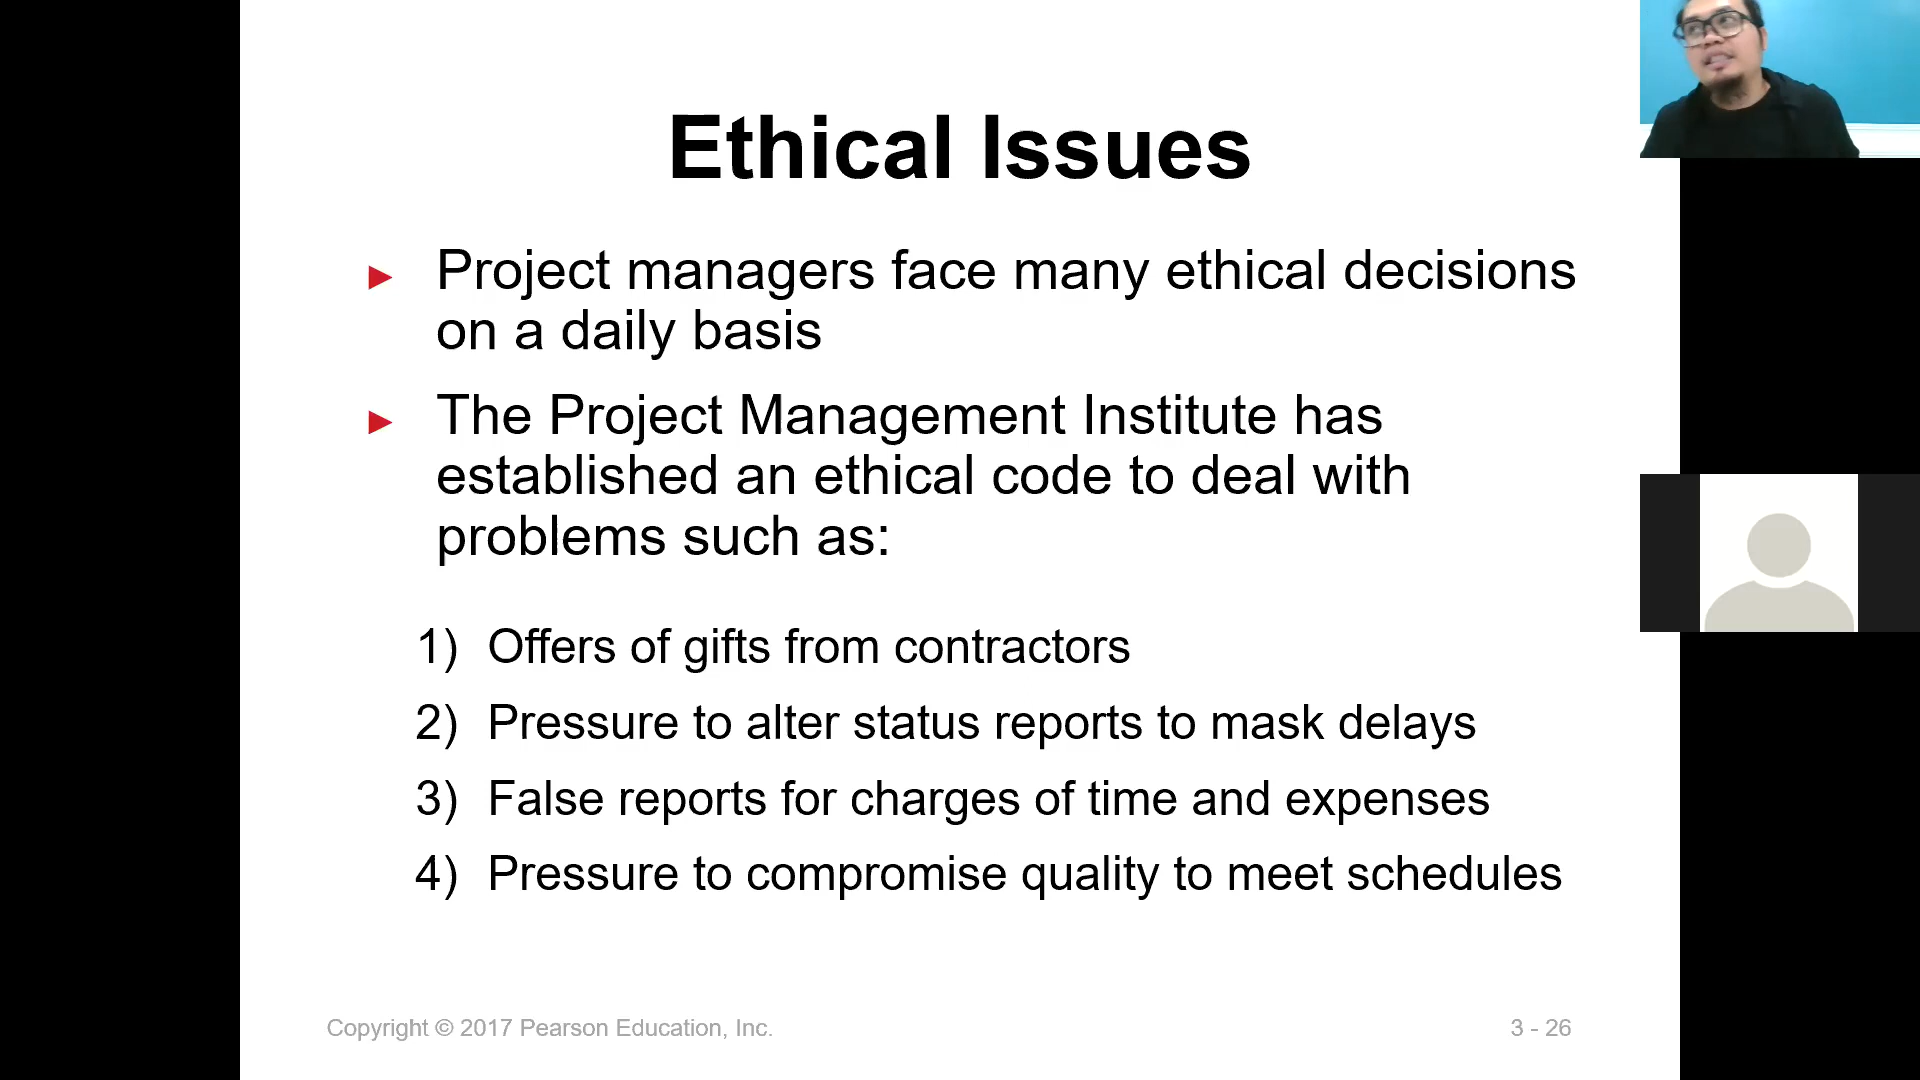 Ethical Issues
► Project managers face many ethical decisions
on a daily basis
► The Project Management Institute has
established an ethical code to deal with
problems such as:
1) Offers of gifts from contractors
2) Pressure to alter status reports to mask delays
3) False reports for charges of time and expenses
4) Pressure to compromise quality to meet schedules
Copyright © 2017 Pearson Education, Inc.
3 - 26